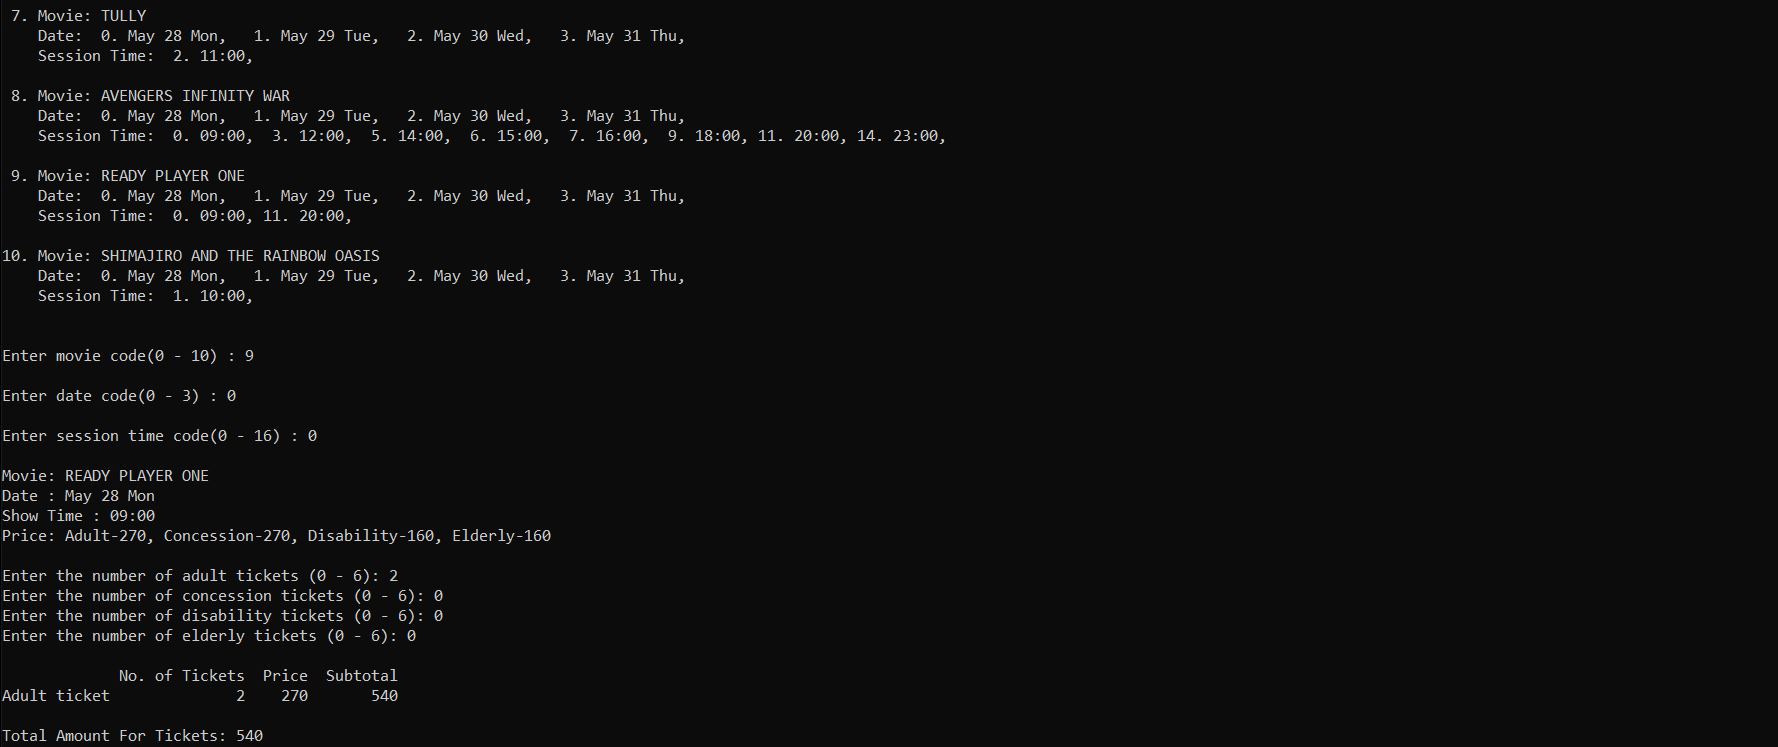 7. Movie: TULLY
Date:  0. May 28 Mon,   1. May 29 Tue,   2. May 30 Wed,   3. May 31 Thu,
Session Time:  2. 11:00,
8. Movie: AVENGERS INFINITY WAR
Date:  0. May 28 Mon,   1. May 29 Tue,   2. May 30 Wed,   3. May 31 Thu,
Session Time:  0. 09:00,  3. 12:00,  5. 14:00,  6. 15:00,  7. 16:00,  9. 18:00, 11. 20:00, 14. 23:00,
9. Movie: READY PLAYER ONE
Date:  0. May 28 Mon,   1. May 29 Tue,   2. May 30 Wed,   3. May 31 Thu,
Session Time:  0. 09:00, 11. 20:00,
10. Movie: SHIMAJIRO AND THE RAINBOW OASIS
Date:  0. May 28 Mon,   1. May 29 Tue,   2. May 30 Wed,   3. May 31 Thu,
Session Time:  1. 10:00,
Enter movie code(0 - 10) : 9
Enter date code(0 - 3) : 0
Enter session time code(0 - 16) : 0
Movie: READY PLAYER ONE
Date : May 28 Mon
Show Time : 09:00
Price: Adult-270, Concession-270, Disability-160, Elderly-160
Enter the number of adult tickets (0 - 6): 2
Enter the number of concession tickets (0 - 6): 0
Enter the number of disability tickets (0 - 6): 0
Enter the number of elderly tickets (0 - 6): 0
No. of Tickets  Price  Subtotal
Adult ticket              2    270       540
Total Amount For Tickets: 540